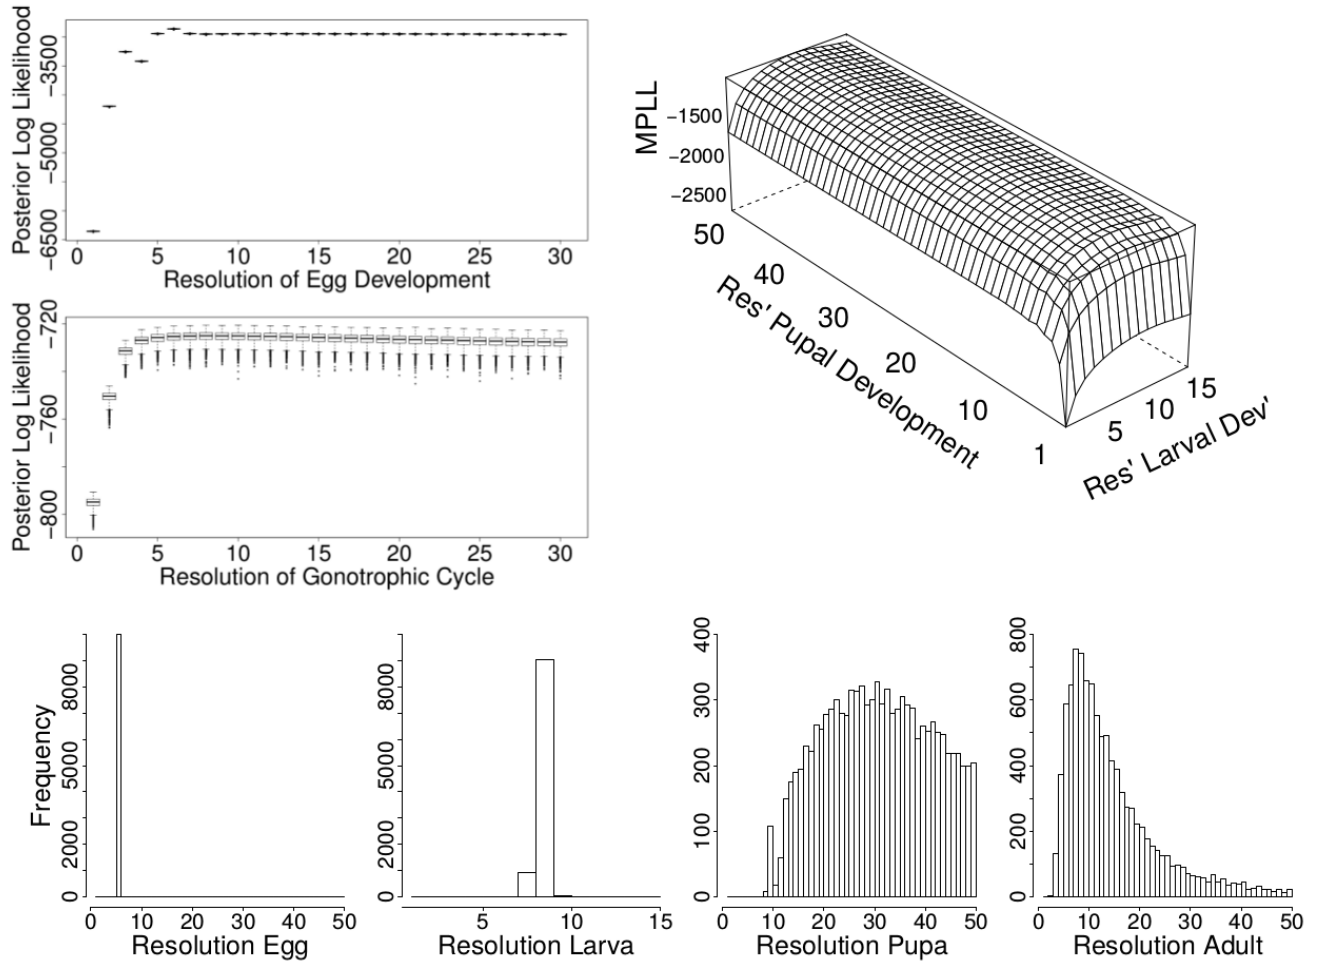 Posterior Log Likelihood
−3500
−5000
−6500
0 5 10 15 20 25 30
Resolution of Egg Development
MPLL
−1500
−2000
−2500
50 40 30 20 10 1
Res' Pupal Development
5 10 15
Res' Larval Dev'
Posterior Log Likelihood
−720
−760
−800
0 5 10 15 20 25 30
Resolution of Gonotrophic Cycle
Frequency
8000
5000
2000
0
0 10 20 30 40 50
Resolution Egg
8000
5000
2000
0
5 10 15
Resolution Larva
400
300
200
100
0
0 10 20 30 40 50
Resolution Pupa
800
600
400
200
0
0 10 20 30 40 50
Resolution Adult